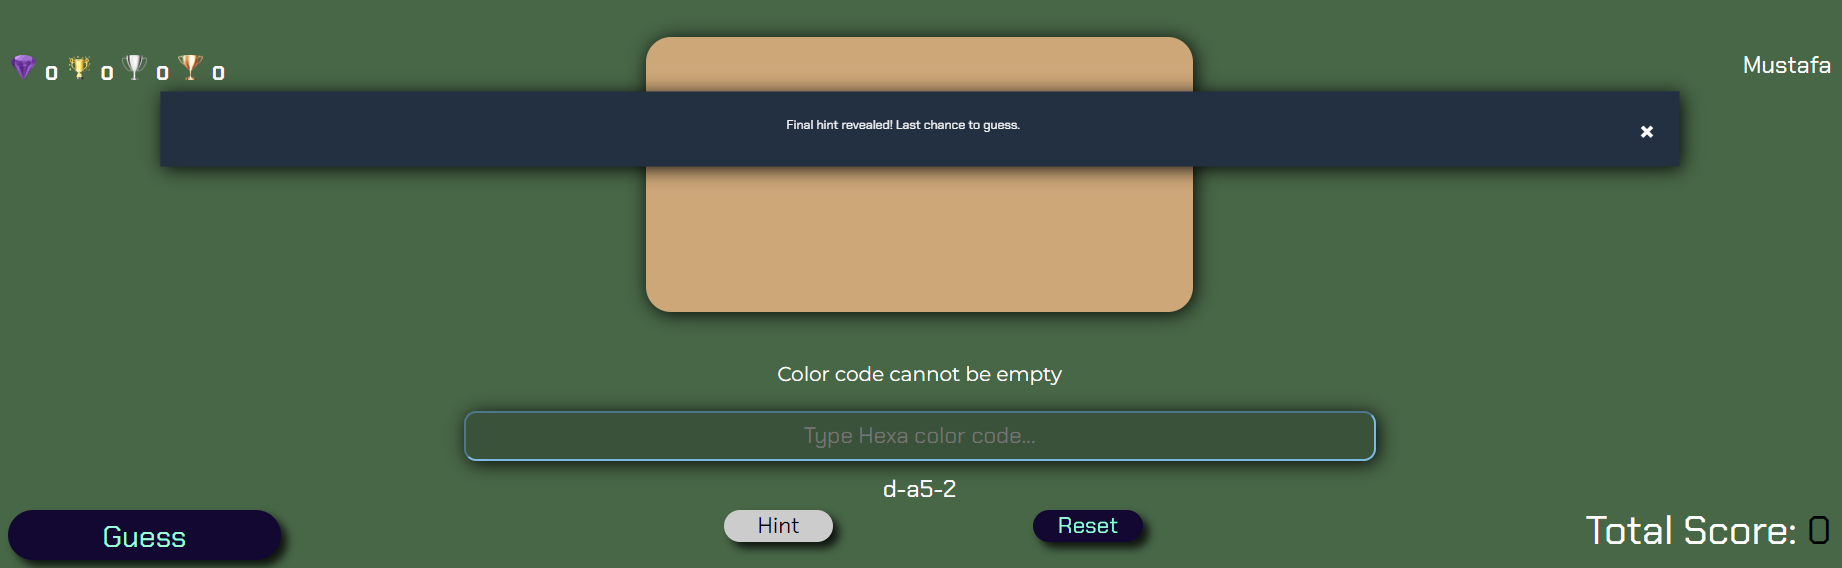 0 0 0 0
Mustafa
Final hint revealed! Last chance to guess.
×
Color code cannot be empty
Type Hexa color code...
d-a5-2
Guess
Hint
Reset
Total Score: 0